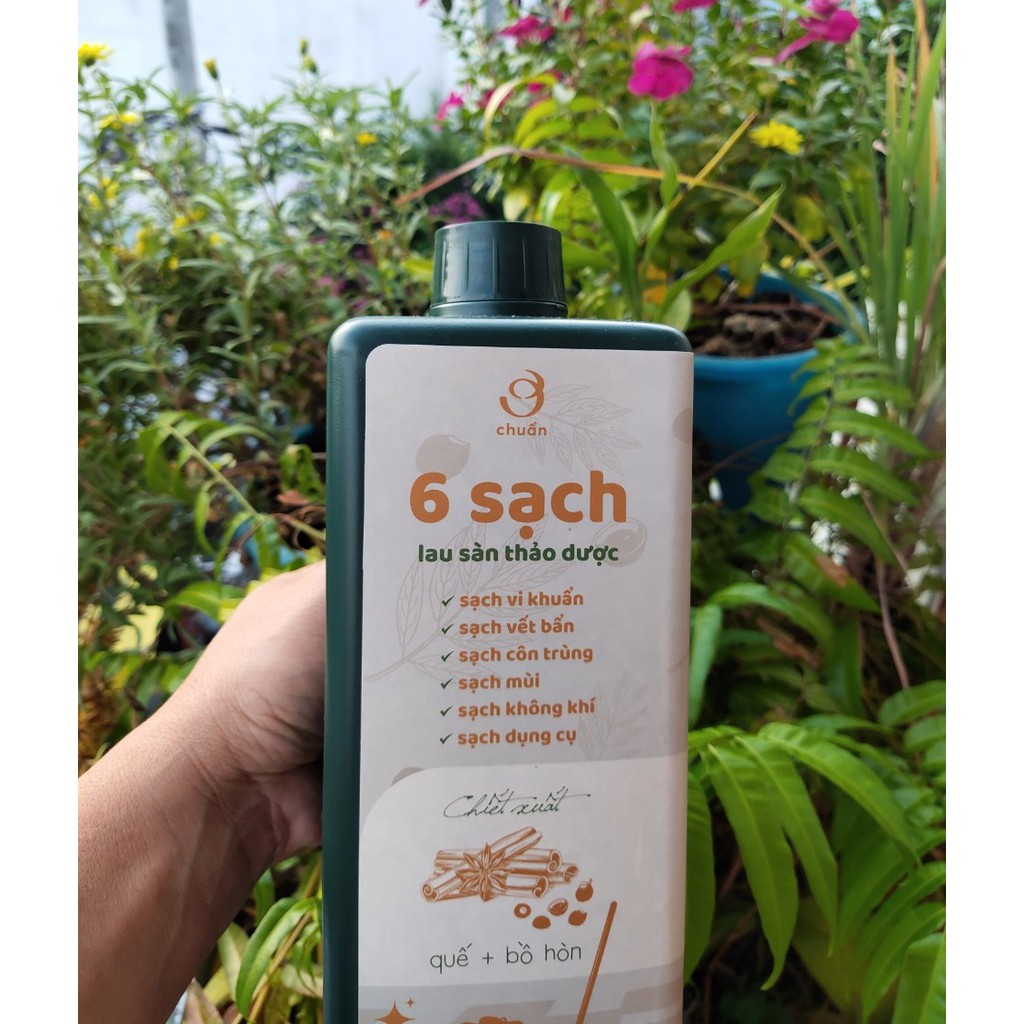 chuẩn
6 sạch
lau sàn thảo dược
sạch vi khuẩn
sạch vết bẩn
sạch côn trùng
sạch mùi
sạch không khí
sạch dụng cụ
Chiết xuất
quế + bồ hòn